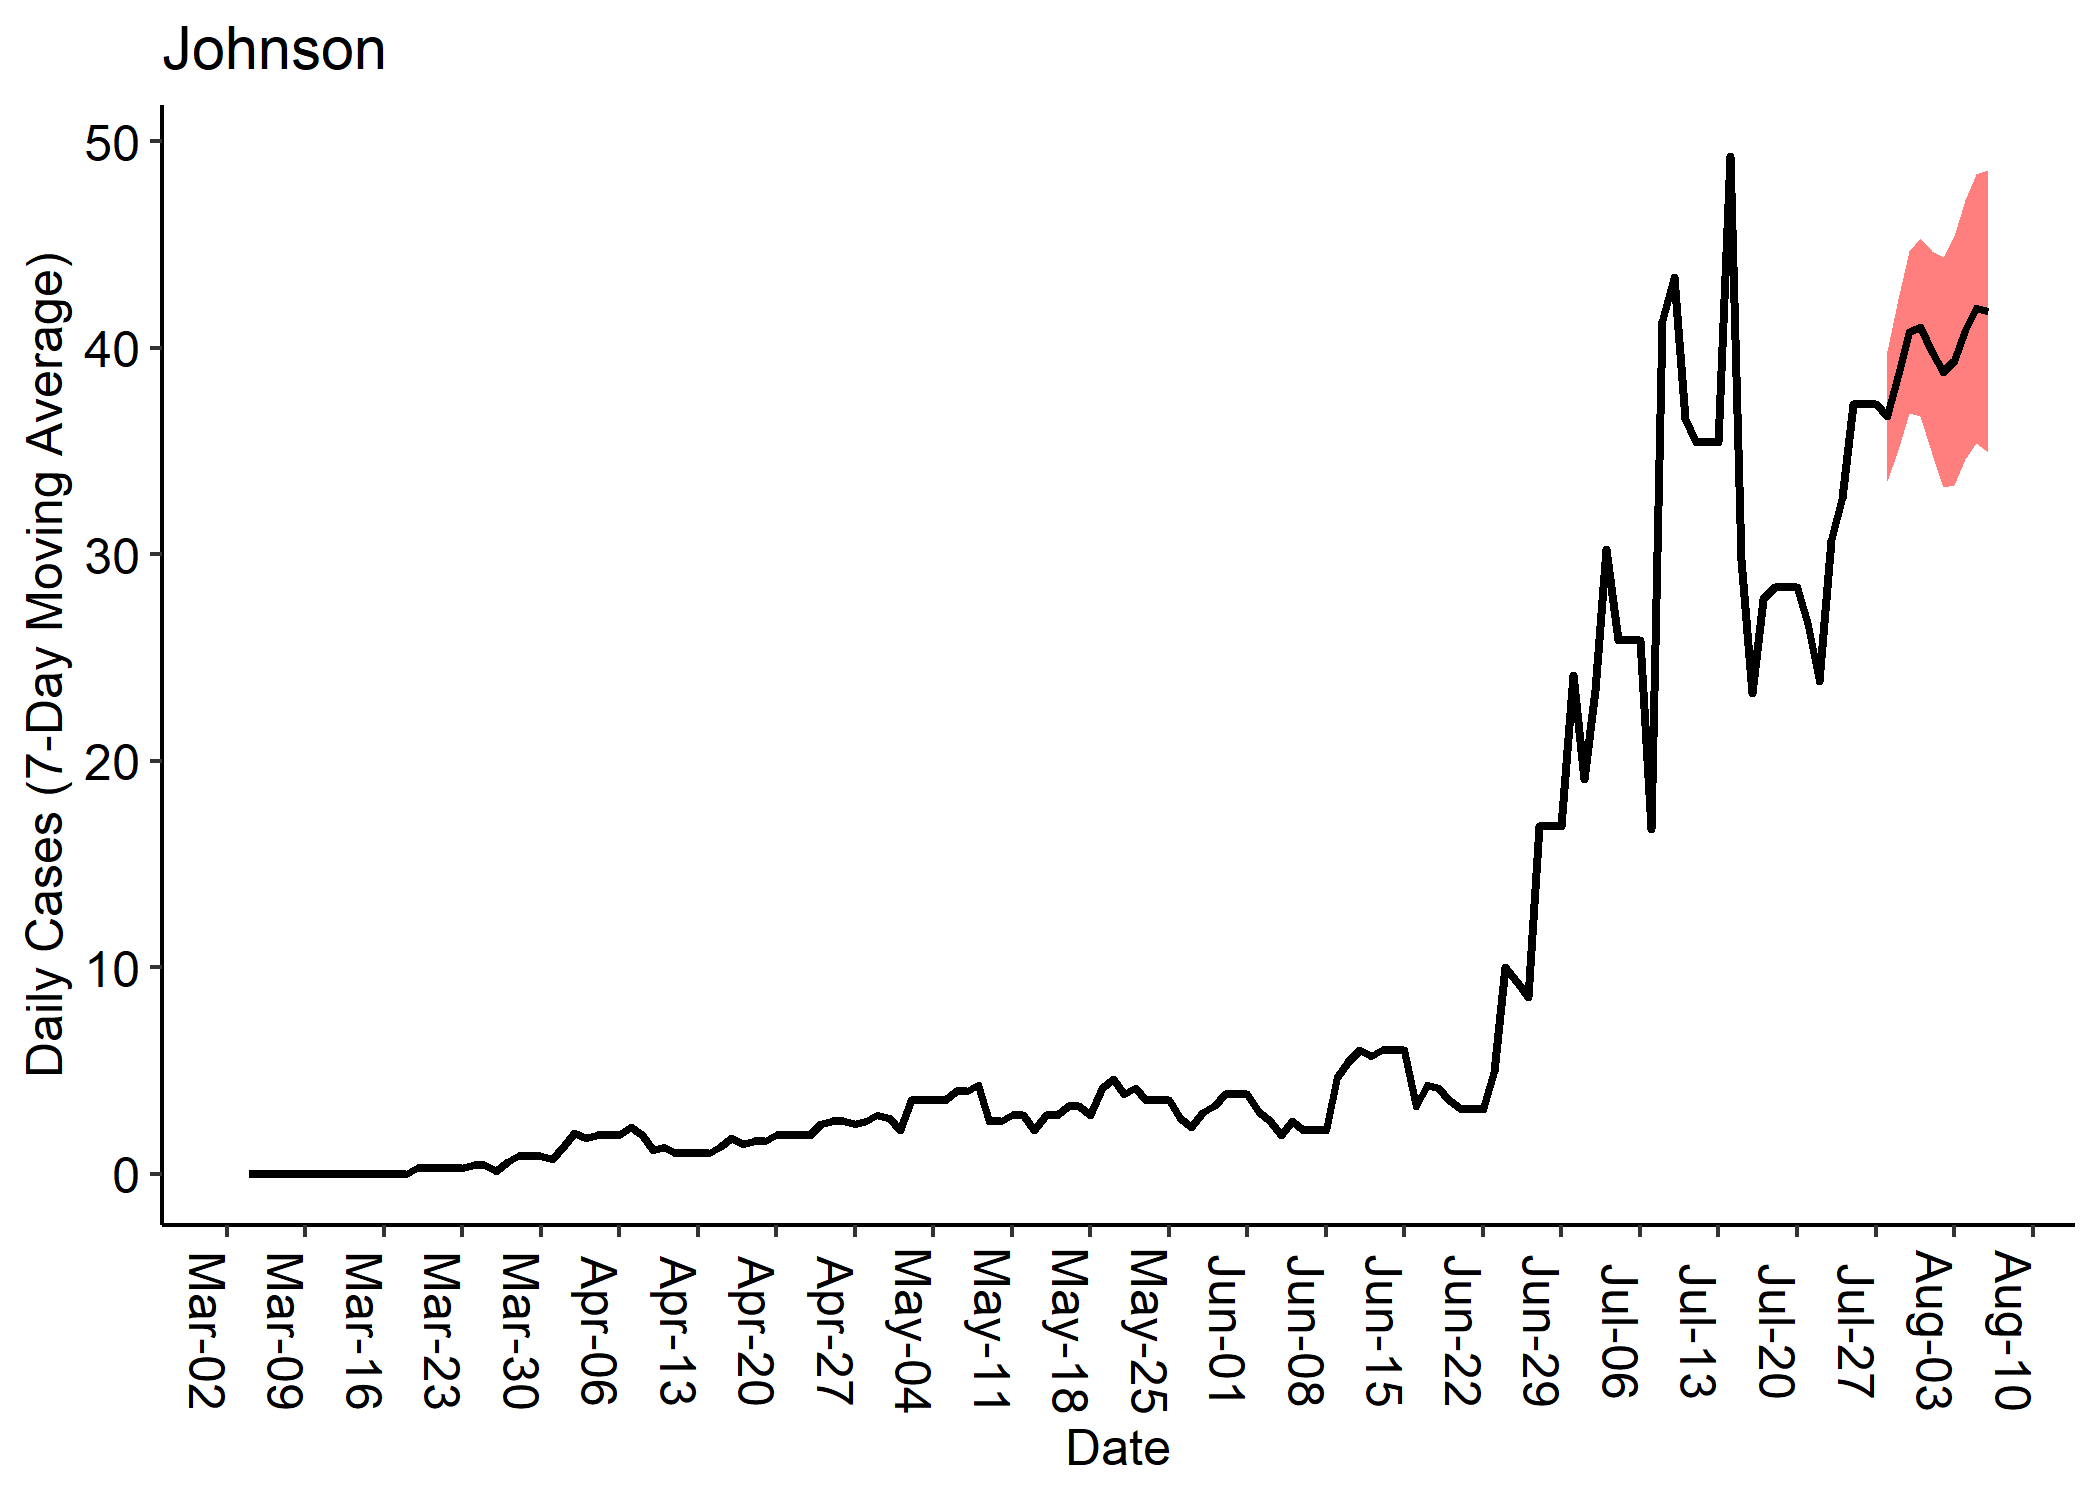 Johnson
Daily Cases (7-Day Moving Average)
50
40
30
20
10
0
Mar-02
Mar-09
Mar-16
Mar-23
Mar-30
Apr-06
Apr-13
Apr-20
Apr-27
May-04
May-11
May-18
May-25
Jun-01
Jun-08
Jun-15
Jun-22
Jun-29
Jul-06
Jul-13
Jul-20
Jul-27
Aug-03
Aug-10
Date